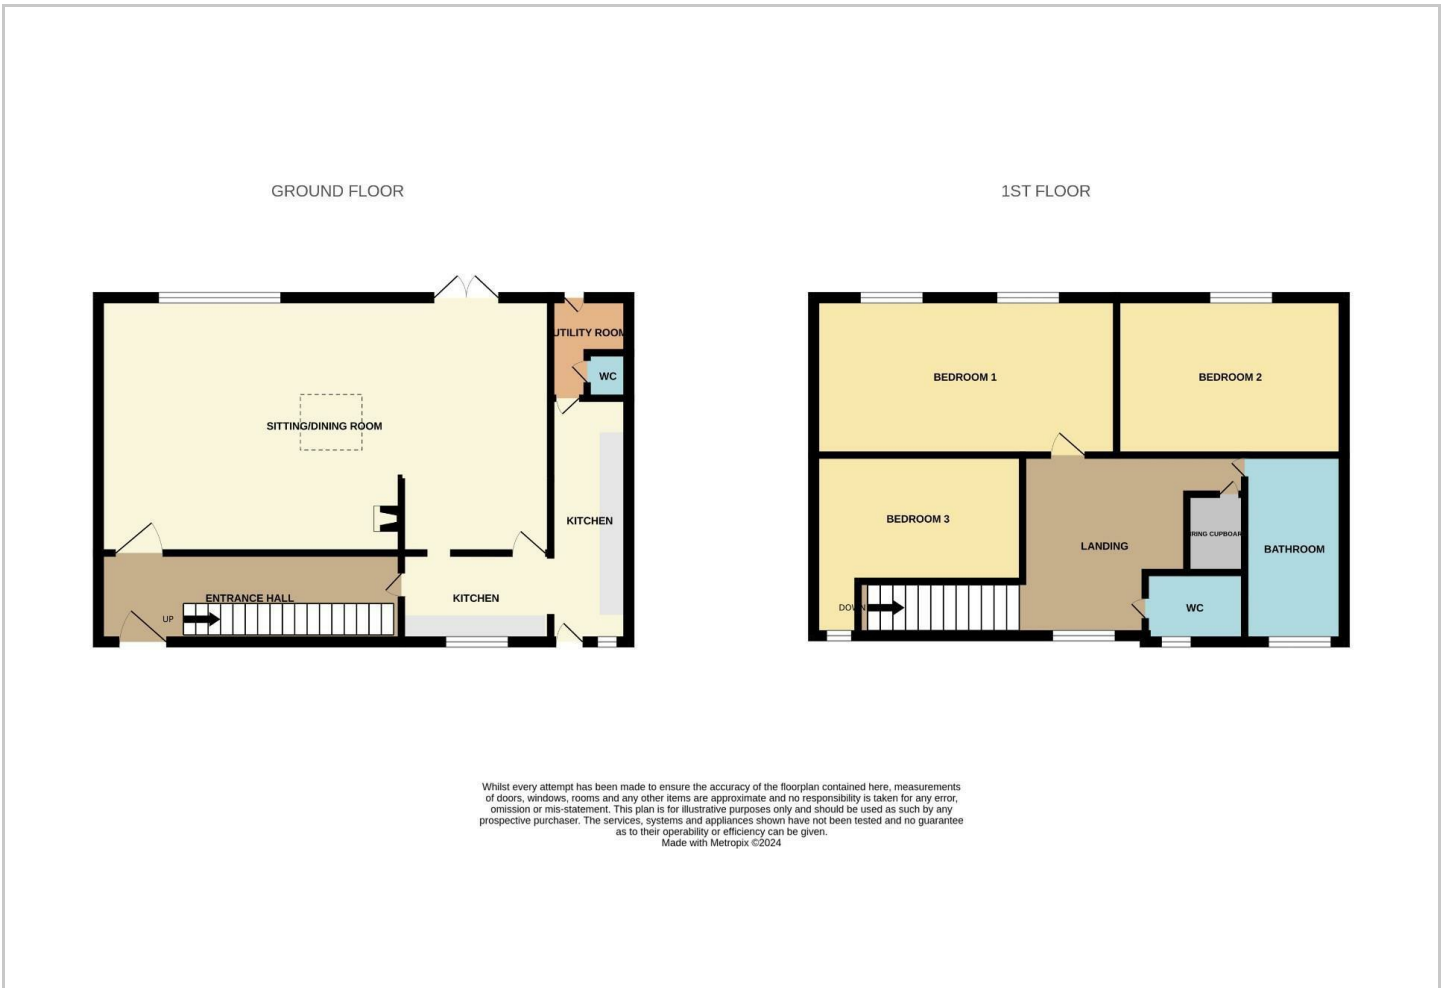 GROUND FLOOR
1ST FLOOR
UTILITY ROOM
WC
SITTING/DINING ROOM
KITCHEN
ENTRANCE HALL
KITCHEN
UP
BEDROOM 1
BEDROOM 2
BEDROOM 3
LANDING
RING CUPBOAR
BATHROOM
DOWN
WC
Whilst every attempt has been made to ensure the accuracy of the floorplan contained here, measurements
of doors, windows, rooms and any other items are approximate and no responsibility is taken for any error,
omission or mis-statement. This plan is for illustrative purposes only and should be used as such by any
prospective purchaser. The services, systems and appliances shown have not been tested and no guarantee
as to their operability or efficiency can be given.
Made with Metropix ©2024